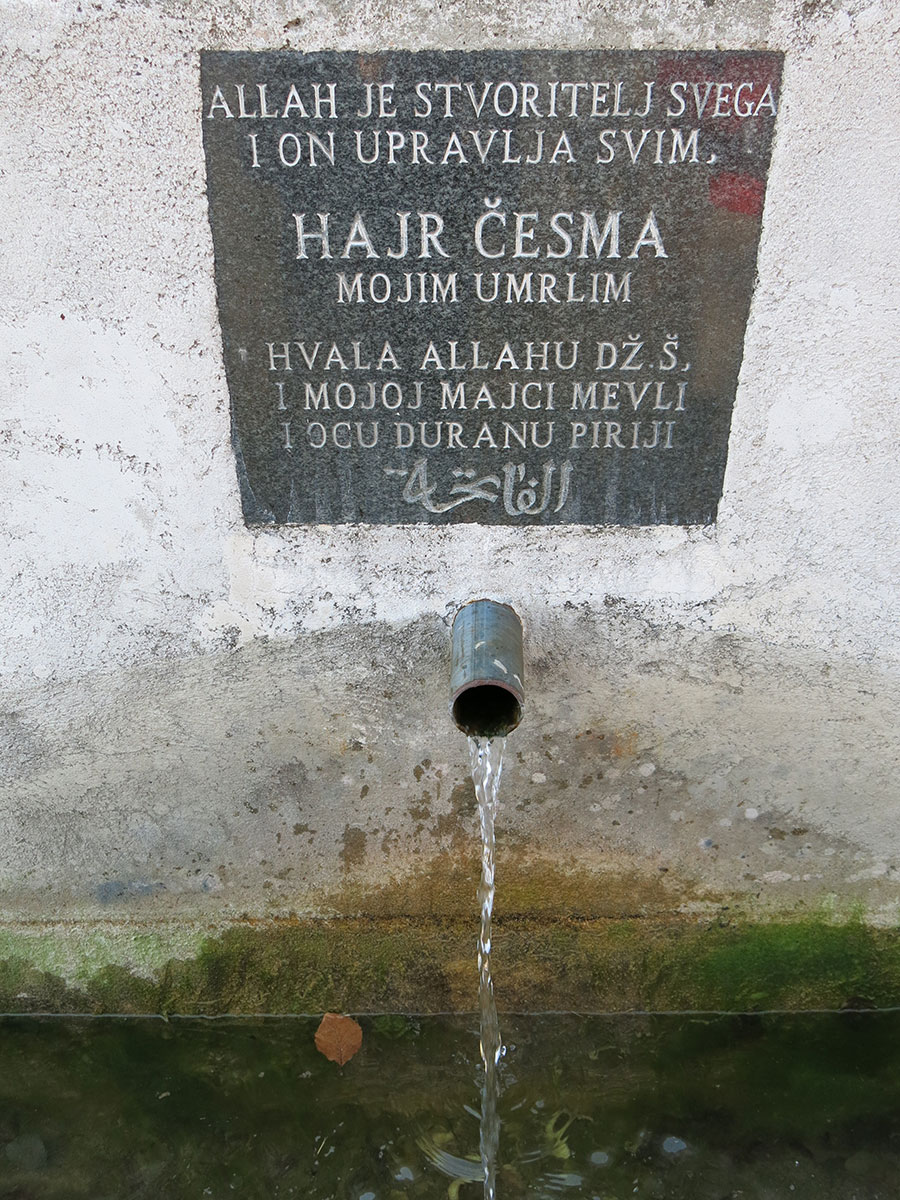 ALLAH JE STVORITELJ SVEGA
I ON UPRAVLJA SVIM,
HAJR ČESMA
MOJIM UMRLIM
HVALA ALLAHU DŽ.Š,
I MOJOJ MAJCI MEVLI
I OCU DURANU PIRIJI
الفاتحة